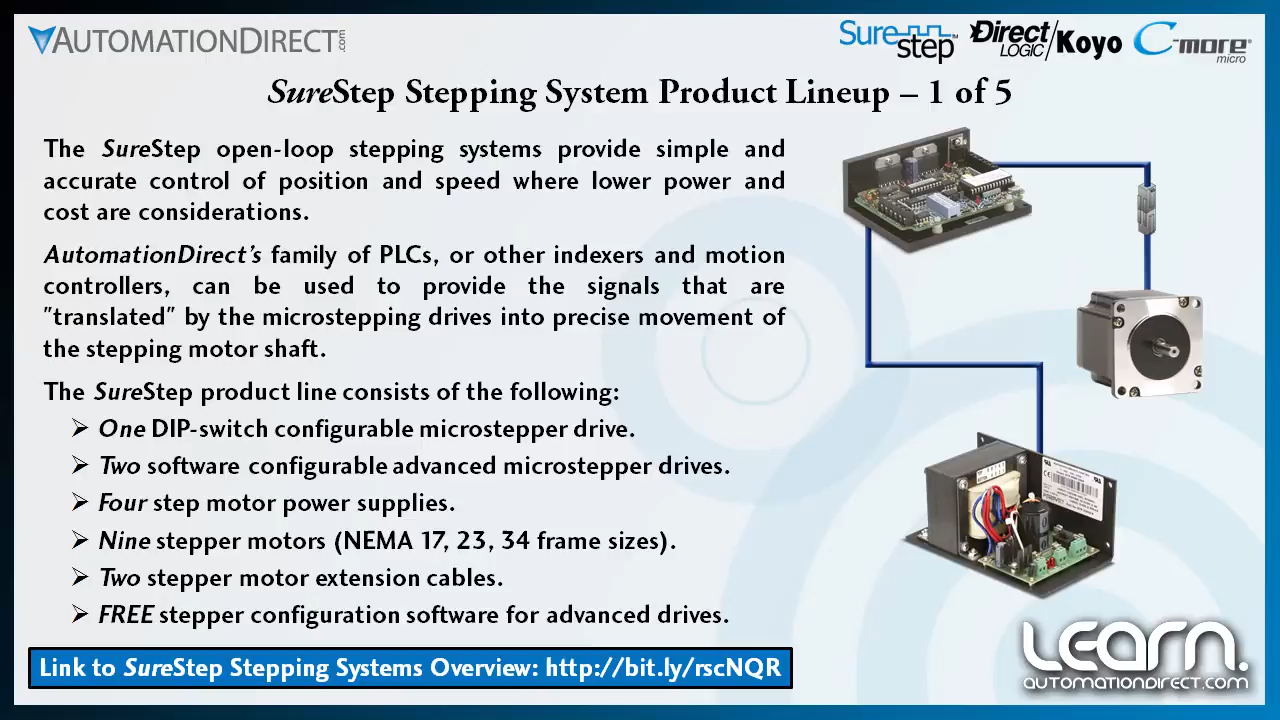 AUTOMATIONDIRECT.com
Sure step™
Direct LOGIC / Koyo
C-more® micro
SureStep Stepping System Product Lineup – 1 of 5
The SureStep open-loop stepping systems provide simple and
accurate control of position and speed where lower power and
cost are considerations.
AutomationDirect's family of PLCs, or other indexers and motion
controllers, can be used to provide the signals that are
"translated" by the microstepping drives into precise movement of
the stepping motor shaft.
The SureStep product line consists of the following:
➢ One DIP-switch configurable microstepper drive.
➢ Two software configurable advanced microstepper drives.
➢ Four step motor power supplies.
➢ Nine stepper motors (NEMA 17, 23, 34 frame sizes).
➢ Two stepper motor extension cables.
➢ FREE stepper configuration software for advanced drives.
Link to SureStep Stepping Systems Overview: http://bit.ly/rscNQR
LEARN.
AUTOMATIONDIRECT.COM